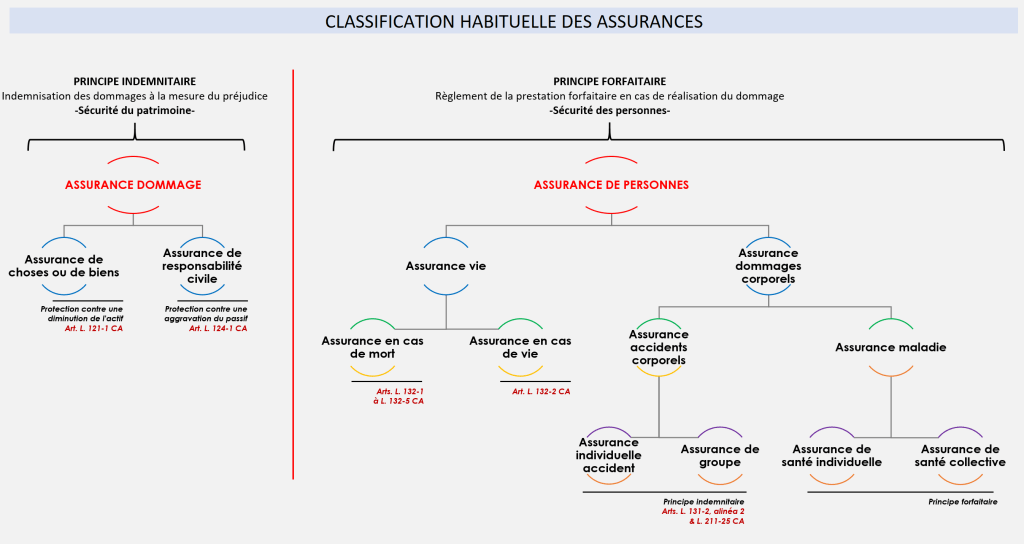 CLASSIFICATION HABITUELLE DES ASSURANCES
PRINCIPE INDEMNITAIRE
Indemnisation des dommages à la mesure du préjudice
-Sécurité du patrimoine-
PRINCIPE FORFAITAIRE
Règlement de la prestation forfaitaire en cas de réalisation du dommage
-Sécurité des personnes-
ASSURANCE DOMMAGE
Assurance de
choses ou de biens
Protection contre une
diminution de l'actif
Art. L. 121-1 CA
Assurance de
responsabilité
civile
Protection contre une
aggravation du passif
Art. L. 124-1 CA
ASSURANCE DE PERSONNES
Assurance vie
Assurance
dommages
corporels
Assurance en cas
de mort
Arts. L. 132-1
à L. 132-5 CA
Assurance en cas
de vie
Art. L. 132-2 CA
Assurance
accidents
corporels
Assurance maladie
Assurance
individuelle
accident
Assurance de
groupe
Principe indemnitaire
Arts. L. 131-2, alinéa 2
& L. 211-25 CA
Assurance de
santé individuelle
Assurance de
santé collective
Principe forfaitaire